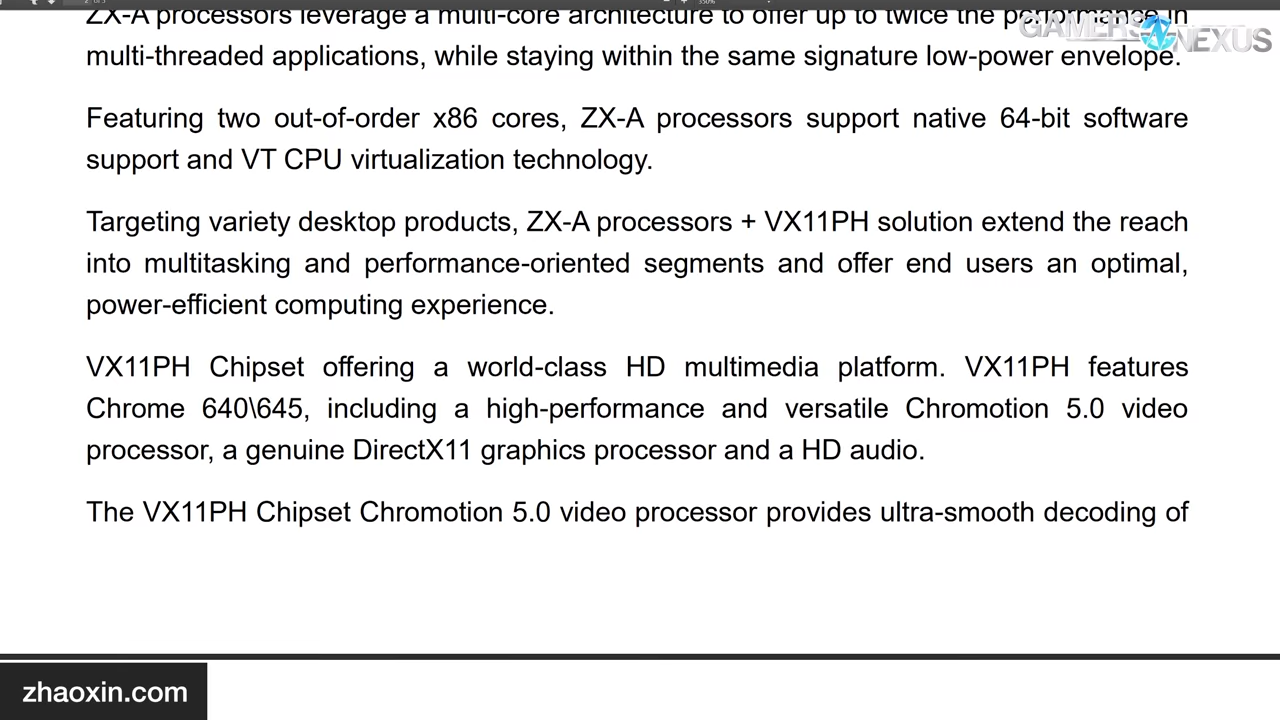 ZX-A processors leverage a multi-core architecture to offer up to twice the performance in
GAMERS NEXUS
multi-threaded applications, while staying within the same signature low-power envelope.
Featuring two out-of-order x86 cores, ZX-A processors support native 64-bit software
support and VT CPU virtualization technology.
Targeting variety desktop products, ZX-A processors + VX11PH solution extend the reach
into multitasking and performance-oriented segments and offer end users an optimal,
power-efficient computing experience.
VX11PH Chipset offering a world-class HD multimedia platform. VX11PH features
Chrome 640\645, including a high-performance and versatile Chromotion 5.0 video
processor, a genuine DirectX11 graphics processor and a HD audio.
The VX11PH Chipset Chromotion 5.0 video processor provides ultra-smooth decoding of
zhaoxin.com